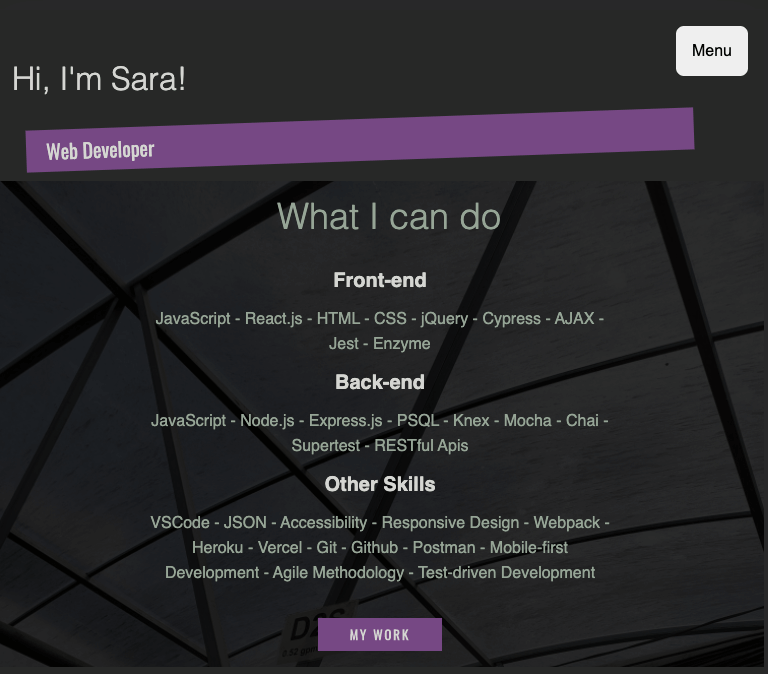 Menu
Hi, I'm Sara!
Web Developer
What I can do
Front-end
JavaScript - React.js - HTML - CSS - jQuery - Cypress - AJAX -
Jest - Enzyme
Back-end
JavaScript - Node.js - Express.js - PSQL - Knex - Mocha - Chai -
Supertest - RESTful Apis
Other Skills
VSCode - JSON - Accessibility - Responsive Design - Webpack -
Heroku - Vercel - Git - Github - Postman - Mobile-first
Development - Agile Methodology - Test-driven Development
MY WORK